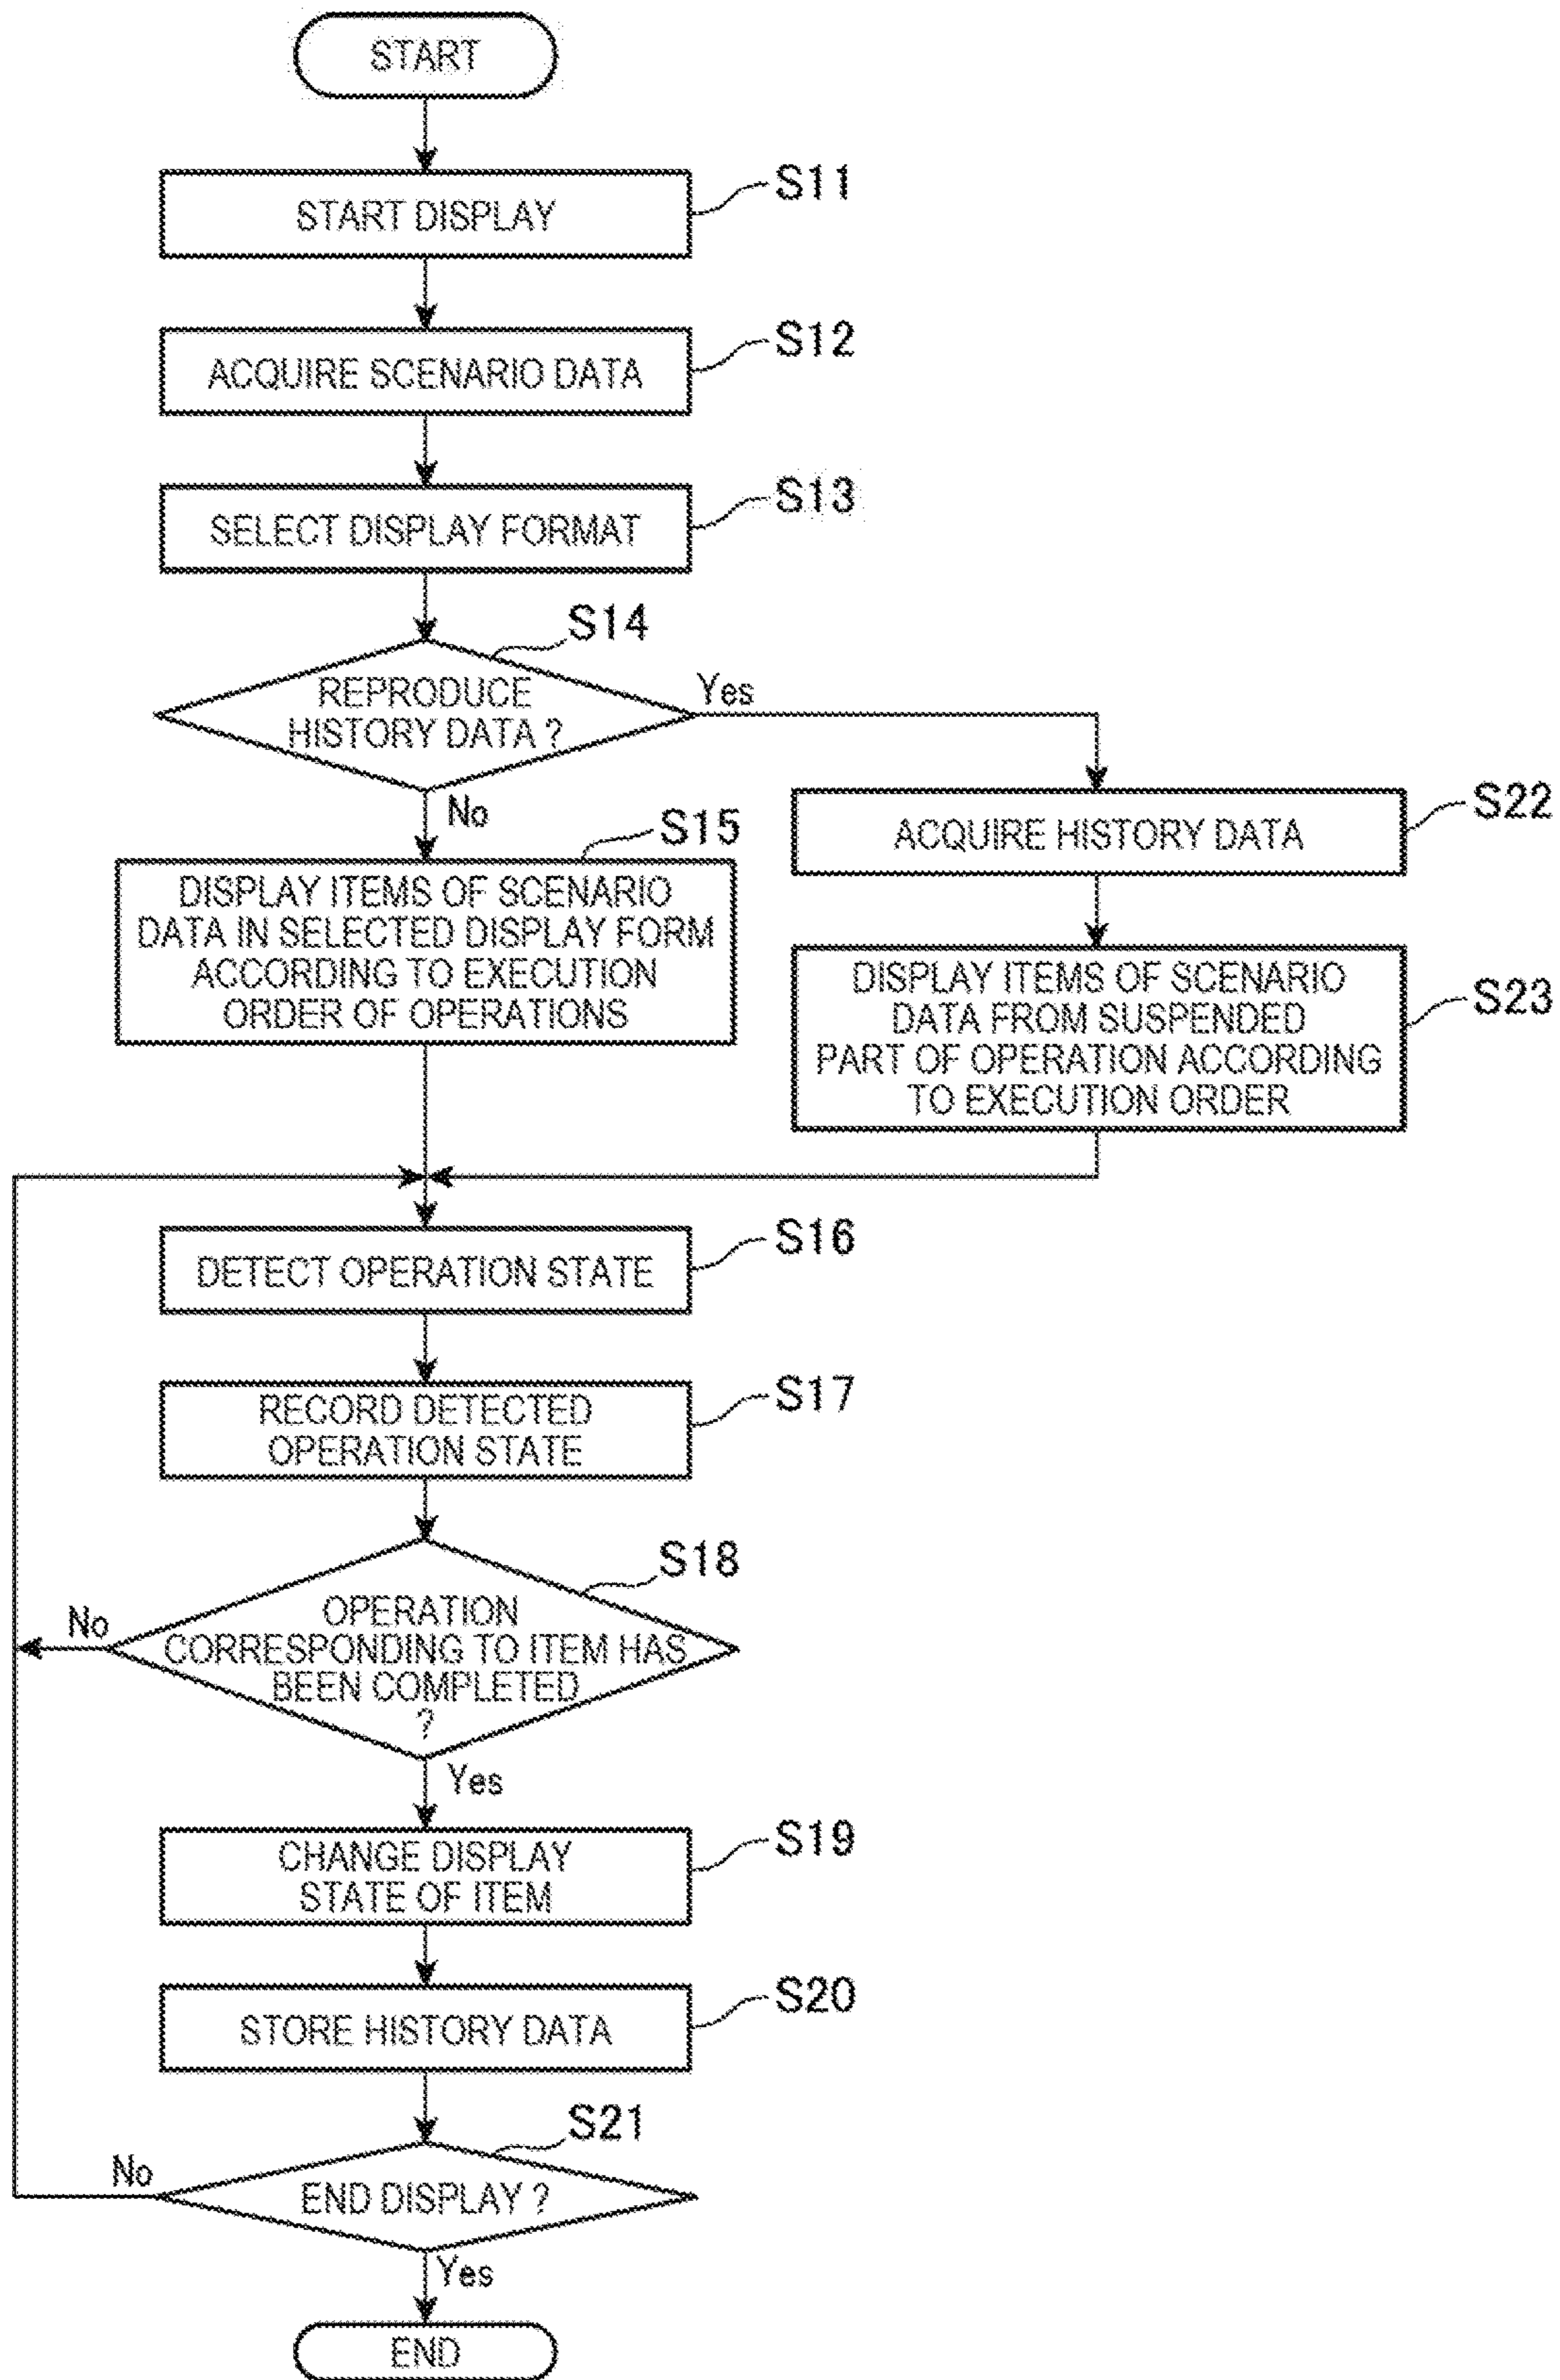 START
S11
START DISPLAY
S12
ACQUIRE SCENARIO DATA
S13
SELECT DISPLAY FORMAT
S14
REPRODUCE
HISTORY DATA ?
Yes
No
S15
DISPLAY ITEMS OF SCENARIO
DATA IN SELECTED DISPLAY FORM
ACCORDING TO EXECUTION
ORDER OF OPERATIONS
S22
ACQUIRE HISTORY DATA
S23
DISPLAY ITEMS OF SCENARIO
DATA FROM SUSPENDED
PART OF OPERATION ACCORDING
TO EXECUTION ORDER
S16
DETECT OPERATION STATE
S17
RECORD DETECTED
OPERATION STATE
S18
No
OPERATION
CORRESPONDING TO ITEM HAS
BEEN COMPLETED
?
Yes
S19
CHANGE DISPLAY
STATE OF ITEM
S20
STORE HISTORY DATA
S21
No
END DISPLAY ?
Yes
END